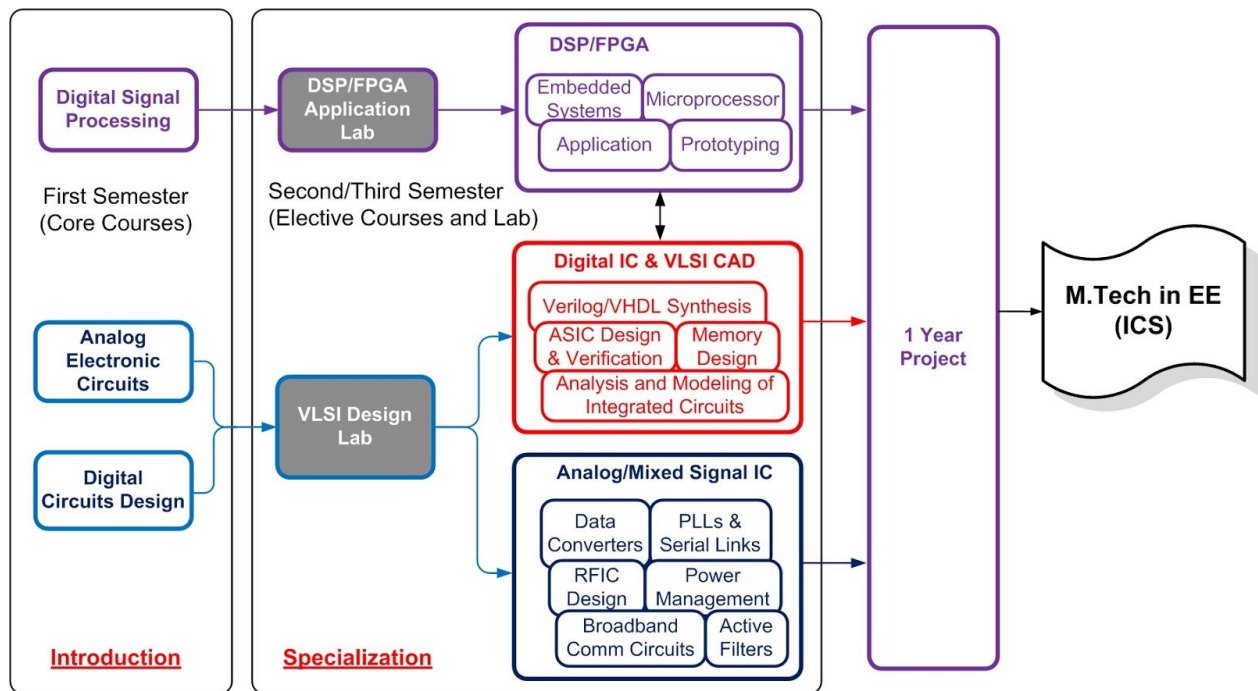 Digital Signal
Processing
First Semester
(Core Courses)
Analog
Electronic
Circuits
Digital
Circuits Design
Introduction
DSP/FPGA
Application
Lab
Second/Third Semester
(Elective Courses and Lab)
VLSI Design
Lab
Specialization
DSP/FPGA
Embedded
Systems
Microprocessor
Application
Prototyping
Digital IC & VLSI CAD
Verilog/VHDL Synthesis
ASIC Design
& Verification
Memory
Design
Analysis and Modeling of
Integrated Circuits
Analog/Mixed Signal IC
Data
Converters
PLLs &
Serial Links
RFIC
Design
Power
Management
Broadband
Comm Circuits
Active
Filters
1 Year
Project
M.Tech in EE
(ICS)